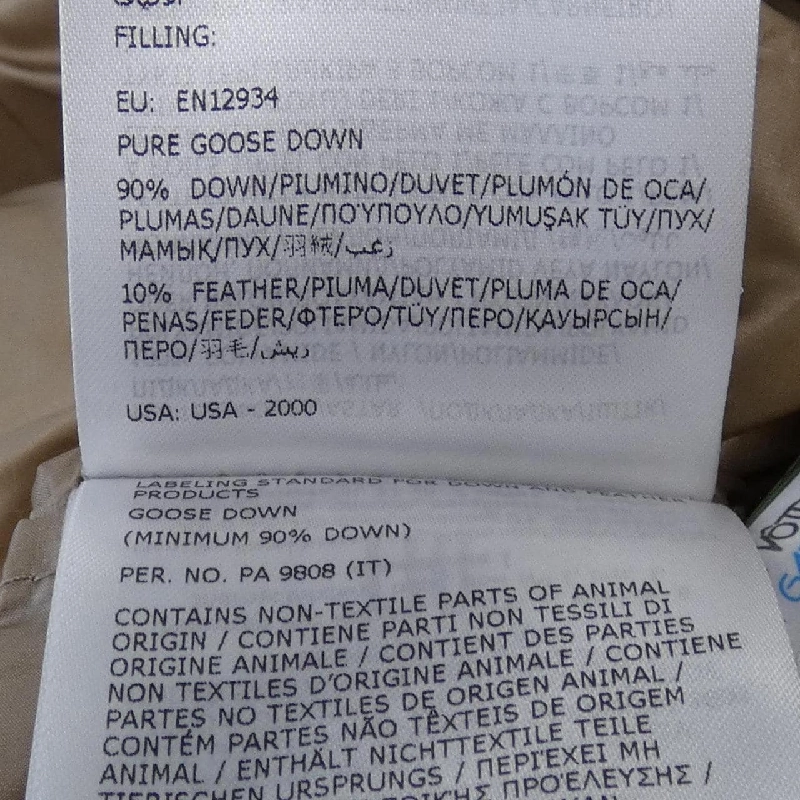 FILLING:
EU: EN12934
PURE GOOSE DOWN
90% DOWN/PIUMINO/DUVET/PLUMÓN DE OCA/
PLUMAS/DAUNE/ΠΟΎΠΟΥΛΟ/YUMUŞAK TÜY/ПУХ/
МАМЫҚ/ПУХ/羽絨/زغب
10% FEATHER/PIUMA/DUVET/PLUMA DE OCA/
PENAS/FEDER/ΦΤΕΡΟ/TÜY/ПЕРО/ҚАУЫРСЫН/
ПЕРО/羽毛/ريش
USA: USA - 2000
LABELING STANDARD FOR DOWN AND FEATHER
PRODUCTS
GOOSE DOWN
(MINIMUM 90% DOWN)
PER. NO. PA 9808 (IT)
CONTAINS NON-TEXTILE PARTS OF ANIMAL
ORIGIN / CONTIENE PARTI NON TESSILI DI
ORIGINE ANIMALE / CONTIENT DES PARTIES
NON TEXTILES D'ORIGINE ANIMALE / CONTIENE
PARTES NO TEXTILES DE ORIGEN ANIMAL /
CONTÉM PARTES NÃO TÊXTEIS DE ORIGEM
ANIMAL / ENTHÄLT NICHTTEXTILE TEILE
TIERISCHEN URSPRUNGS / ΠΕΡΙΈΧΕΙ ΜΗ
ΠΡΟΈΛΕΥΣΗΣ /